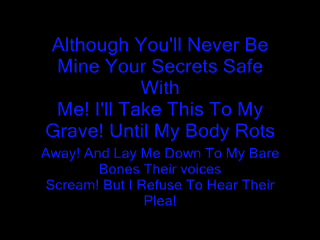 Although You'll Never Be
Mine Your Secrets Safe
With
Me! I'll Take This To My
Grave! Until My Body Rots
Away! And Lay Me Down To My Bare
Bones Their voices
Scream! But I Refuse To Hear Their
Plea!